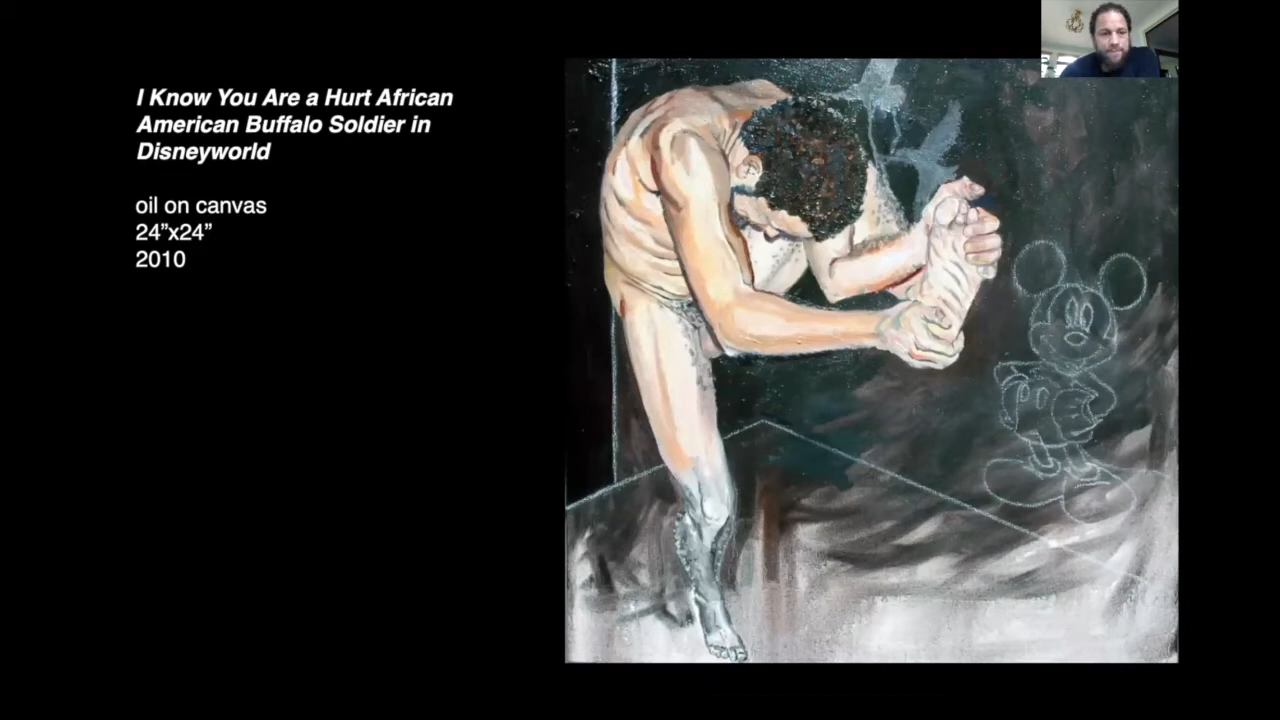 I Know You Are a Hurt African
American Buffalo Soldier in
Disneyworld
oil on canvas
24”x24”
2010